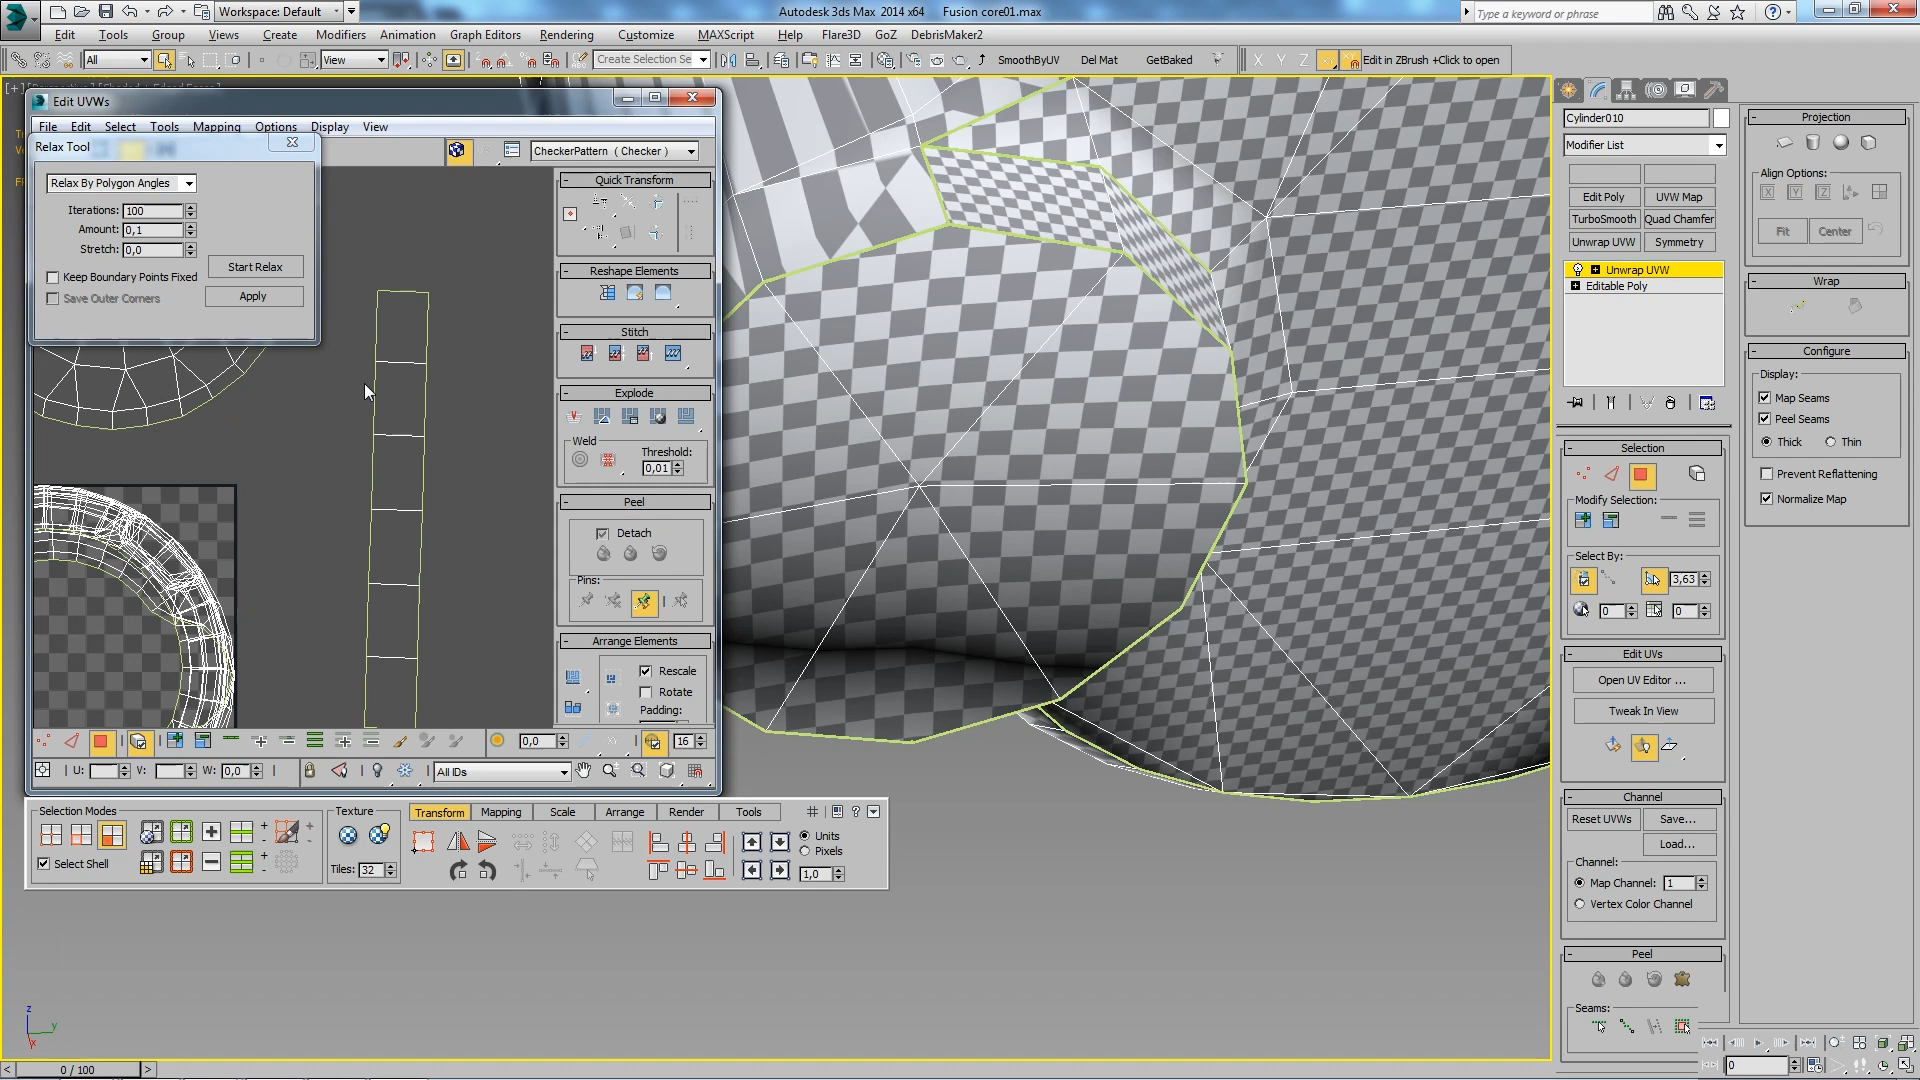 Workspace: Default
Autodesk 3ds Max 2014 x64    Fusion core01.max
Type a keyword or phrase
Edit Tools Group Views Create Modifiers Animation Graph Editors Rendering Customize MAXScript Help Flare3D GoZ DebrisMaker2
All
View
Create Selection Se
SmoothByUV Del Mat GetBaked
X Y Z
Edit in ZBrush +Click to open
Edit UVWs
File Edit Select Tools Mapping Options Display View
CheckerPattern ( Checker )
Relax Tool
Relax By Polygon Angles
Iterations: 100
Amount: 0,1
Stretch: 0,0
Keep Boundary Points Fixed
Save Outer Corners
Start Relax
Apply
Quick Transform
Reshape Elements
Stitch
Explode
Weld
Threshold:
0,01
Peel
Detach
Pins:
Arrange Elements
Rescale
Rotate
Padding:
0,0
16
U: V: W: 0,0
All IDs
Selection Modes
Select Shell
Texture
Tiles: 32
Transform Mapping Scale Arrange Render Tools
Units
Pixels
1,0
Cylinder010
Modifier List
Edit Poly UVW Map
TurboSmooth Quad Chamfer
Unwrap UVW Symmetry
Unwrap UVW
Editable Poly
Selection
Modify Selection:
Select By:
3,63
0 0
Edit UVs
Open UV Editor ...
Tweak In View
Channel
Reset UVWs Save...
Load...
Channel:
Map Channel: 1
Vertex Color Channel
Peel
Seams:
Projection
Align Options:
X Y Z
Fit Center
Wrap
Configure
Display:
Map Seams
Peel Seams
Thick Thin
Prevent Reflattening
Normalize Map
z
y
x
0 / 100
0